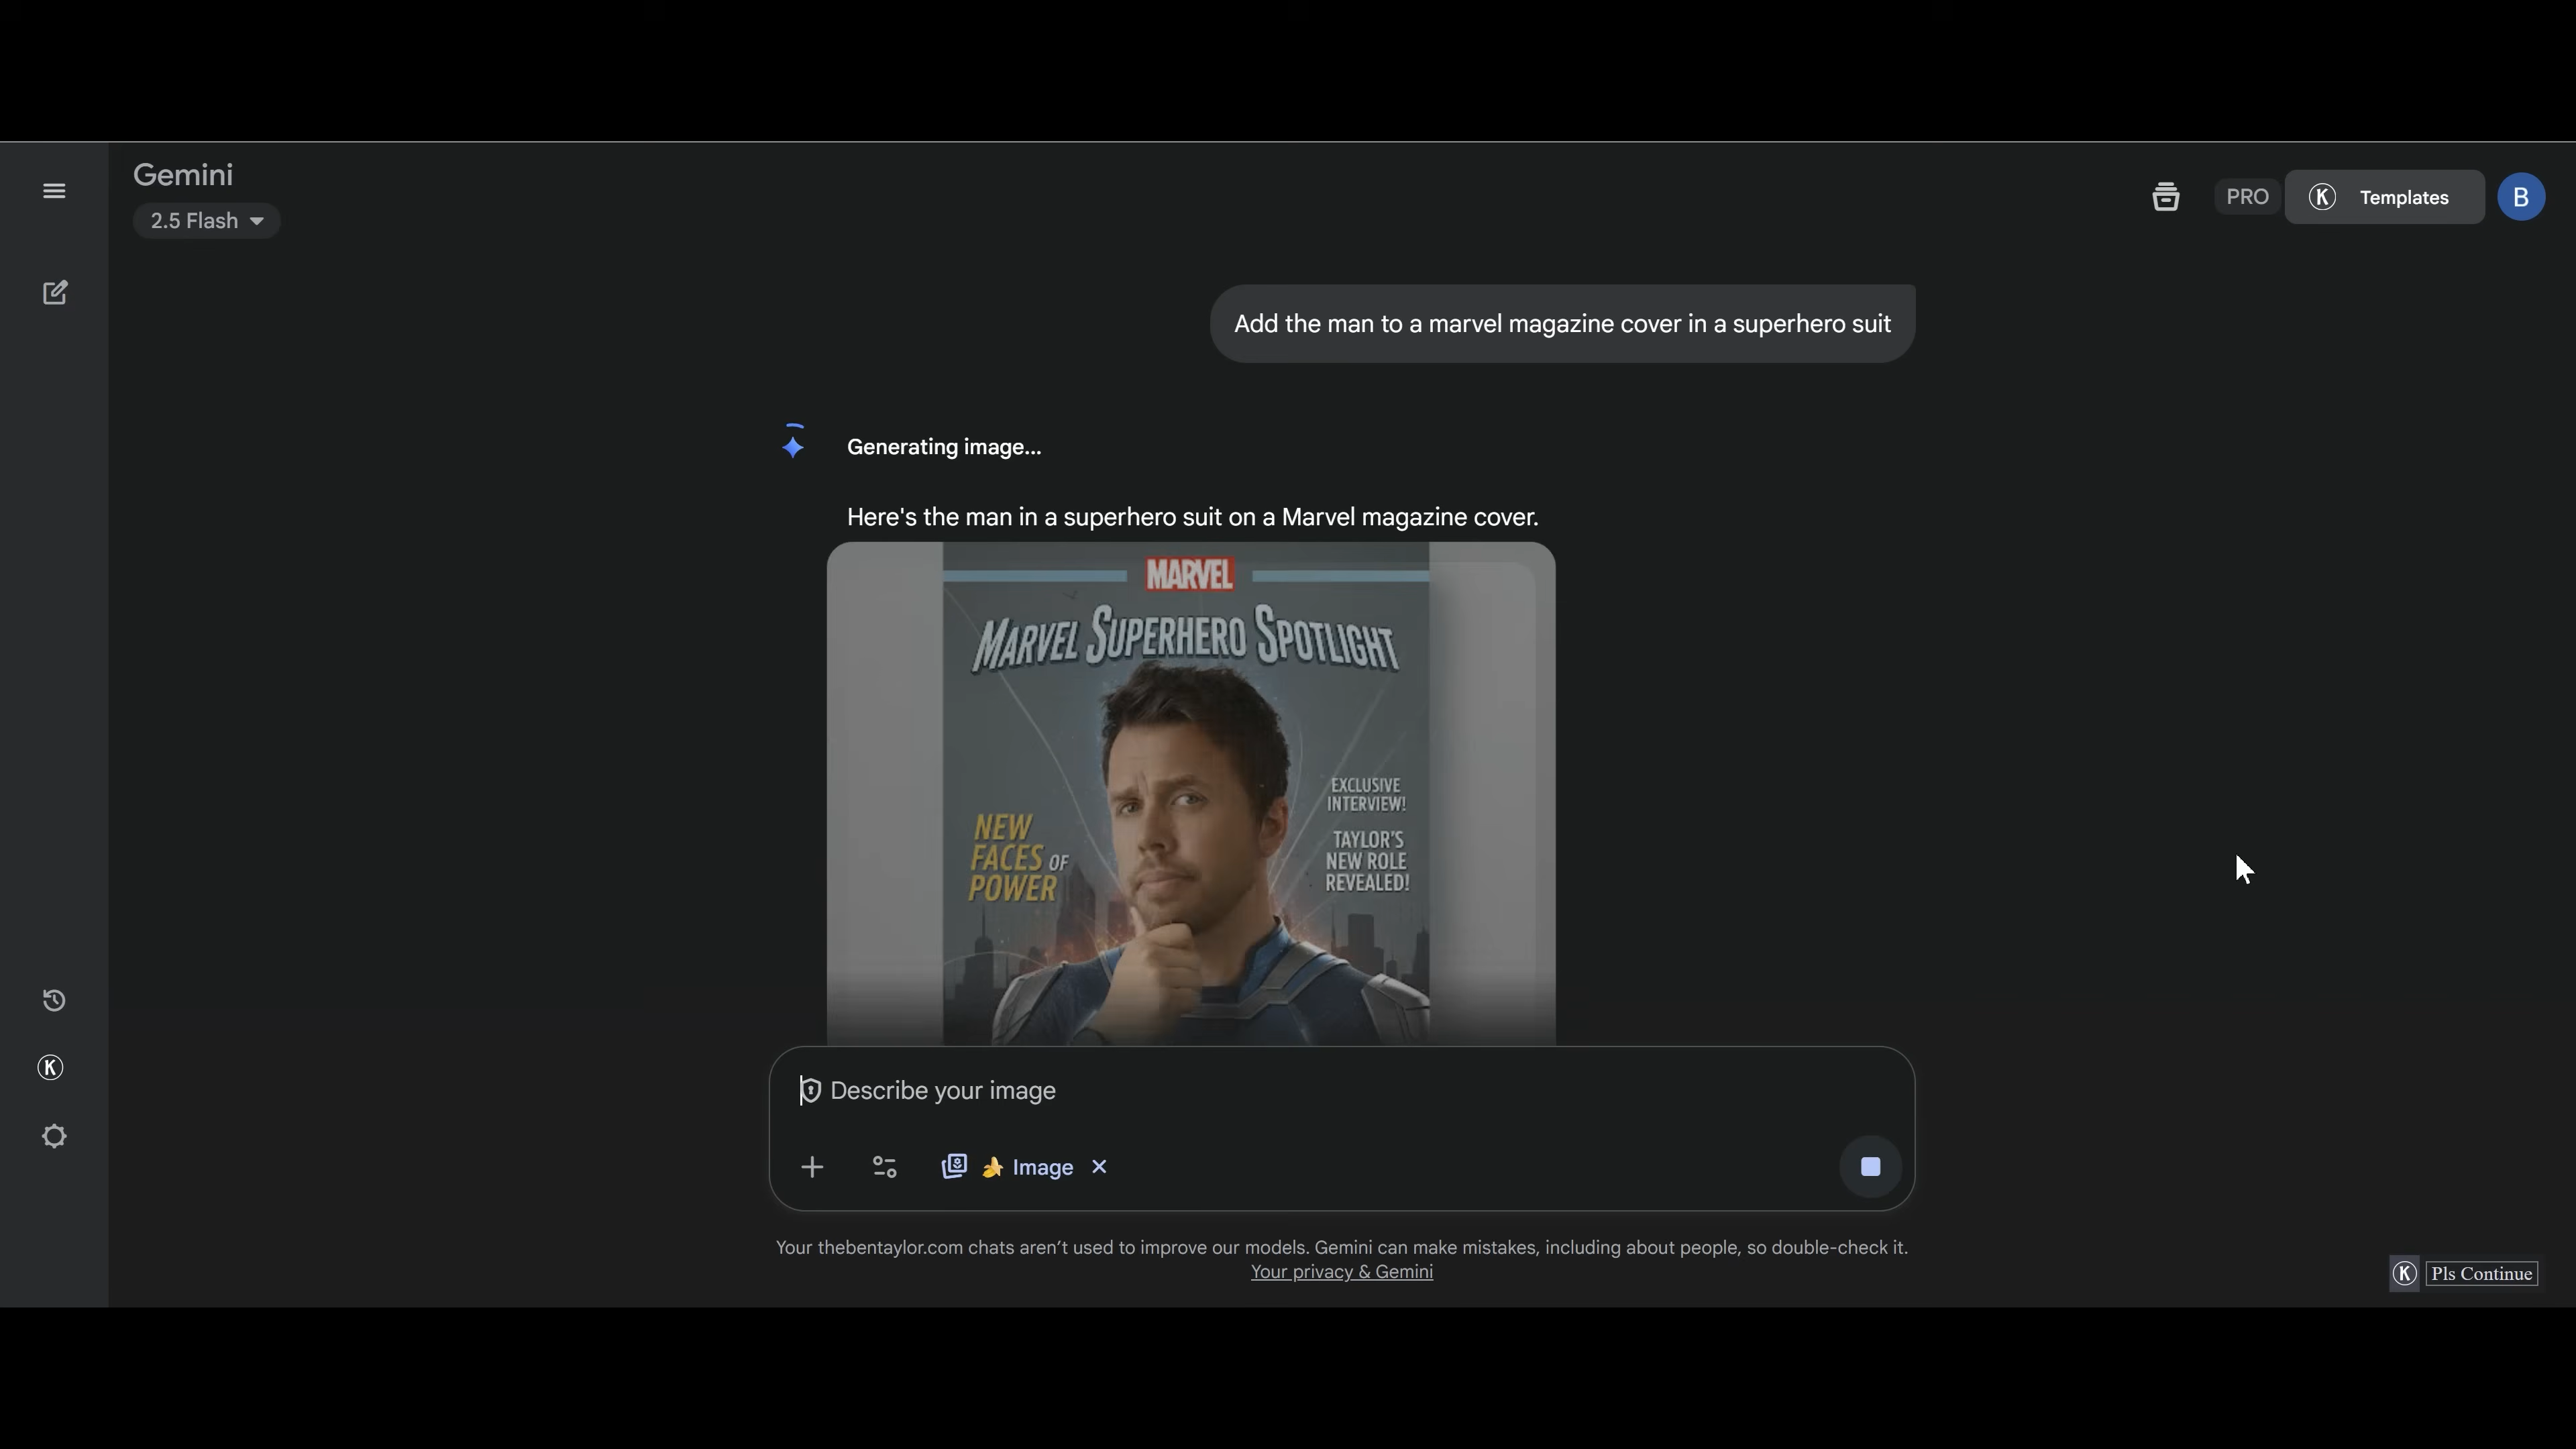 Gemini
2.5 Flash
PRO
K
Templates
B
Add the man to a marvel magazine cover in a superhero suit
Generating image...
Here's the man in a superhero suit on a Marvel magazine cover.
MARVEL
MARVEL SUPERHERO SPOTLIGHT
NEW
FACES OF
POWER
EXCLUSIVE
INTERVIEW!
TAYLOR'S
NEW ROLE
REVEALED!
K
Describe your image
Image
Your thebentaylor.com chats aren't used to improve our models. Gemini can make mistakes, including about people, so double-check it.
Your privacy & Gemini
K Pls Continue